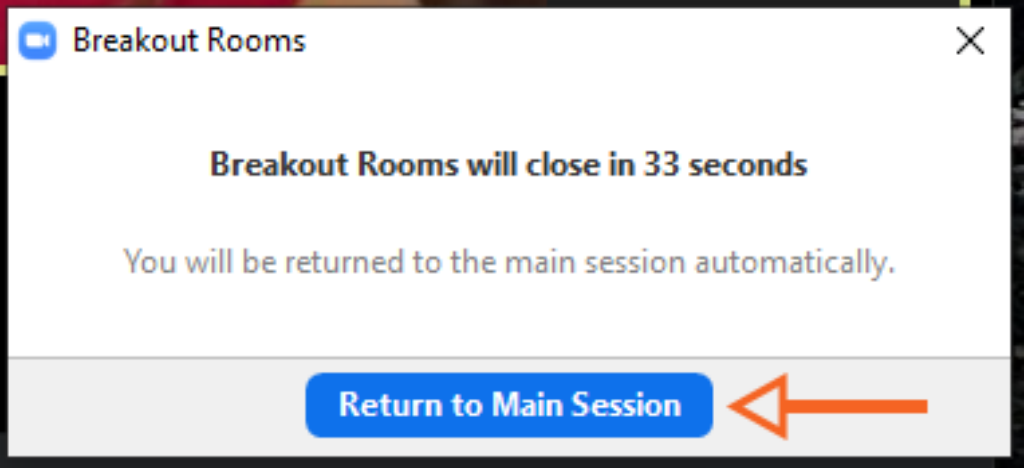 Breakout Rooms
Breakout Rooms will close in 33 seconds
You will be returned to the main session automatically.
Return to Main Session